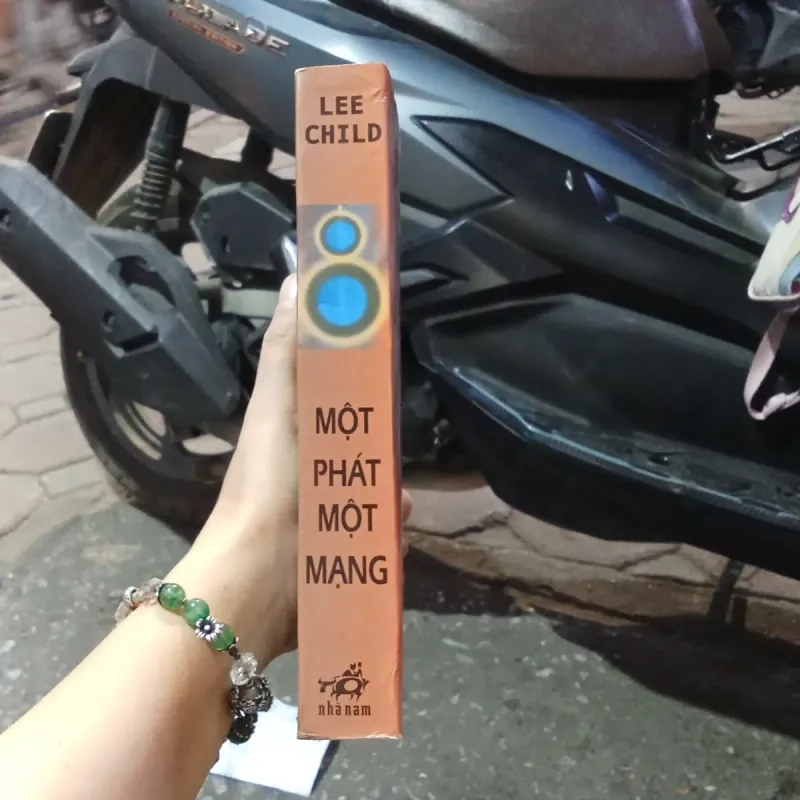 LEE
CHILD
MỘT
PHÁT
MỘT
MẠNG
nhã nam